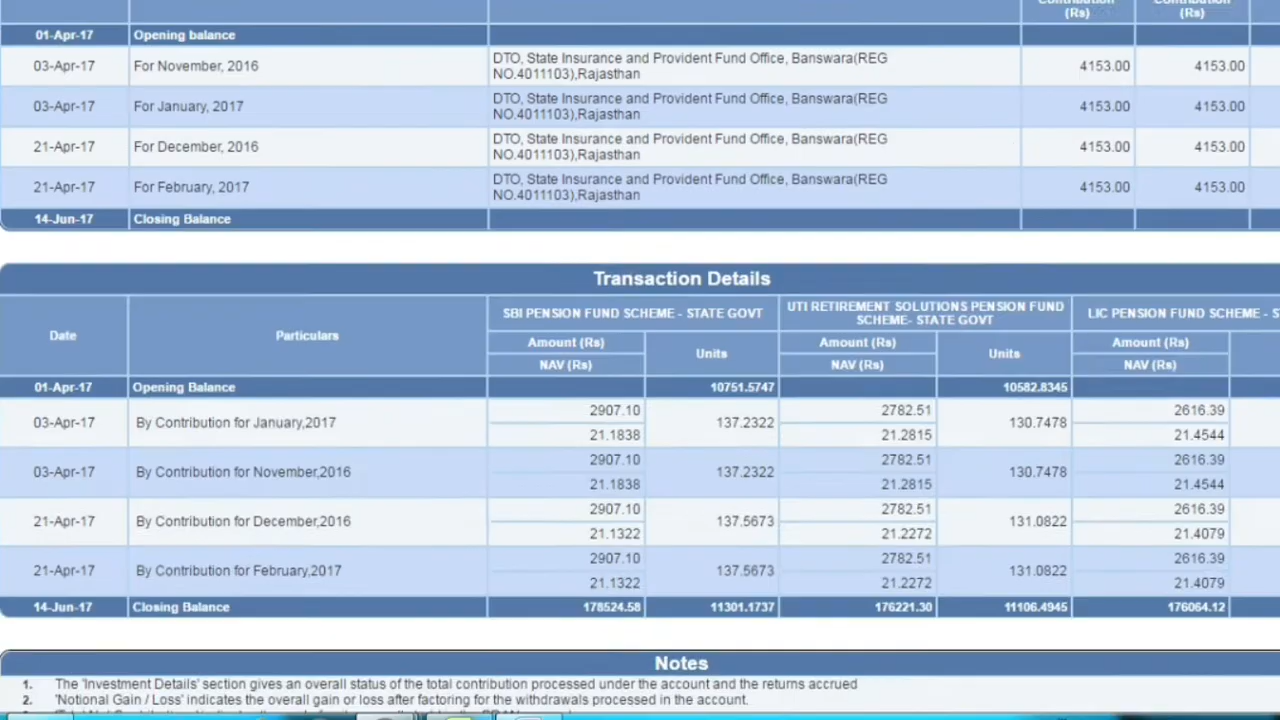 Contribution Contribution
(Rs) (Rs)
01-Apr-17 Opening balance
03-Apr-17 For November, 2016 DTO, State Insurance and Provident Fund Office, Banswara(REG NO.4011103),Rajasthan 4153.00 4153.00
03-Apr-17 For January, 2017 DTO, State Insurance and Provident Fund Office, Banswara(REG NO.4011103),Rajasthan 4153.00 4153.00
21-Apr-17 For December, 2016 DTO, State Insurance and Provident Fund Office, Banswara(REG NO.4011103),Rajasthan 4153.00 4153.00
21-Apr-17 For February, 2017 DTO, State Insurance and Provident Fund Office, Banswara(REG NO.4011103),Rajasthan 4153.00 4153.00
14-Jun-17 Closing Balance
Transaction Details
Date Particulars SBI PENSION FUND SCHEME - STATE GOVT UTI RETIREMENT SOLUTIONS PENSION FUND SCHEME- STATE GOVT LIC PENSION FUND SCHEME - S
Amount (Rs) Units Amount (Rs) Units Amount (Rs)
NAV (Rs) NAV (Rs) NAV (Rs)
01-Apr-17 Opening Balance 10751.5747 10582.8345
03-Apr-17 By Contribution for January,2017 2907.10 137.2322 2782.51 130.7478 2616.39
21.1838 21.2815 21.4544
03-Apr-17 By Contribution for November,2016 2907.10 137.2322 2782.51 130.7478 2616.39
21.1838 21.2815 21.4544
21-Apr-17 By Contribution for December,2016 2907.10 137.5673 2782.51 131.0822 2616.39
21.1322 21.2272 21.4079
21-Apr-17 By Contribution for February,2017 2907.10 137.5673 2782.51 131.0822 2616.39
21.1322 21.2272 21.4079
14-Jun-17 Closing Balance 178524.58 11301.1737 176221.30 11106.4945 176064.12
Notes
1. The 'Investment Details' section gives an overall status of the total contribution processed under the account and the returns accrued
2. 'Notional Gain / Loss' indicates the overall gain or loss after factoring for the withdrawals processed in the account.